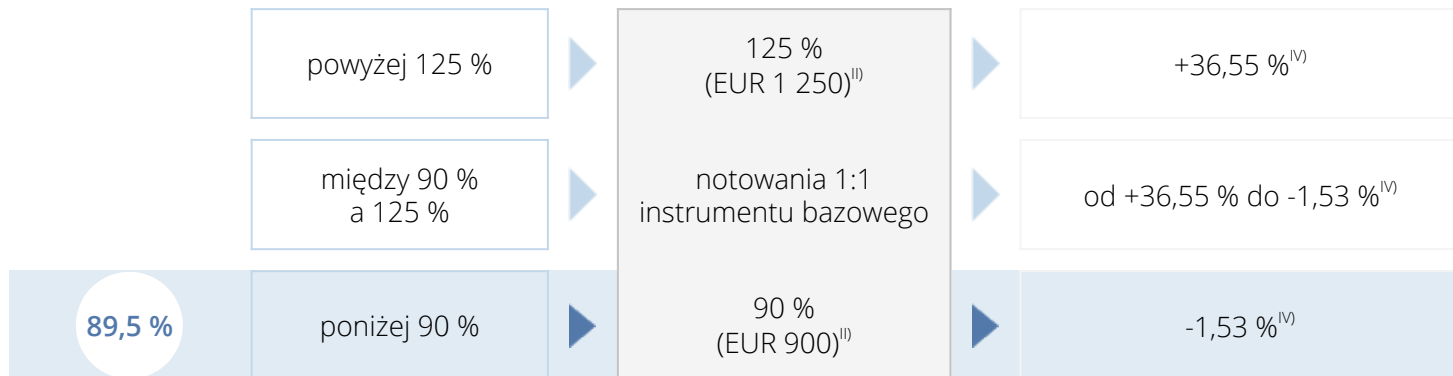 powyżej 125 %
125 %
(EUR 1 250)II)
+36,55 %IV)
między 90 %
a 125 %
notowania 1:1
instrumentu bazowego
od +36,55 % do -1,53 %IV)
89,5 %
poniżej 90 %
90 %
(EUR 900)II)
-1,53 %IV)